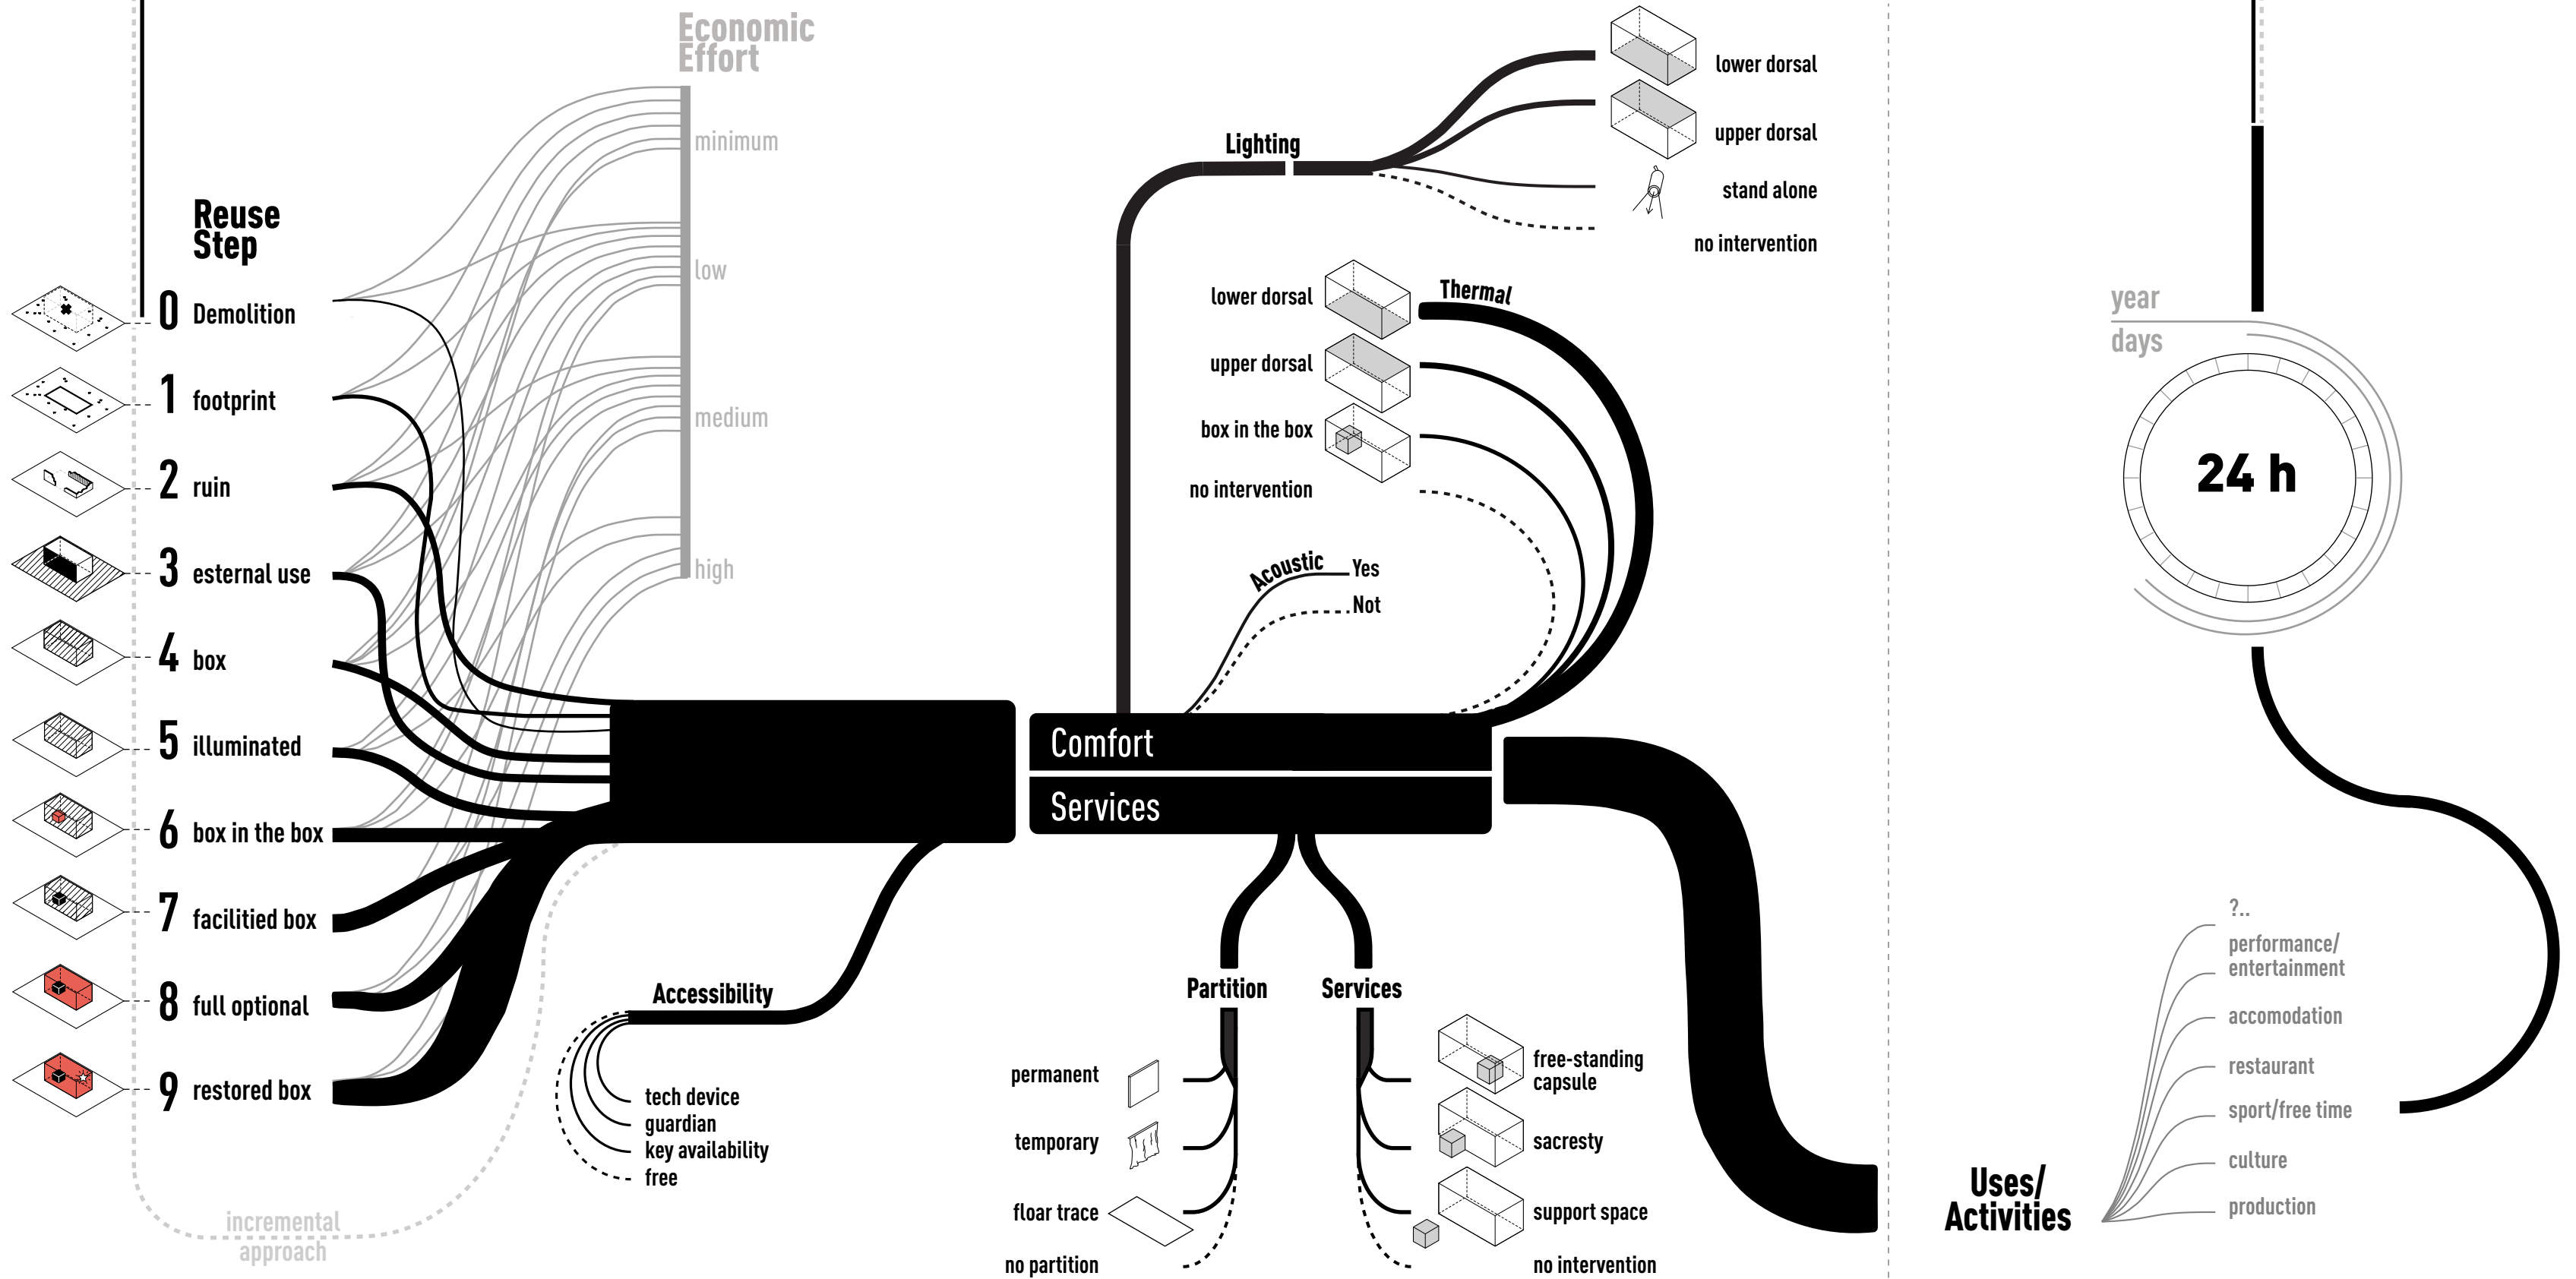 Economic
Effort
minimum
low
medium
high
Reuse
Step
0 Demolition
1 footprint
2 ruin
3 esternal use
4 box
5 illuminated
6 box in the box
7 facilitied box
8 full optional
9 restored box
incremental
approach
Accessibility
tech device
guardian
key availability
free
Lighting
lower dorsal
upper dorsal
stand alone
no intervention
Thermal
lower dorsal
upper dorsal
box in the box
no intervention
Acoustic
Yes
Not
Comfort
Services
Partition
permanent
temporary
floar trace
no partition
Services
free-standing
capsule
sacresty
support space
no intervention
year
days
24 h
Uses/
Activities
?..
performance/
entertainment
accomodation
restaurant
sport/free time
culture
production